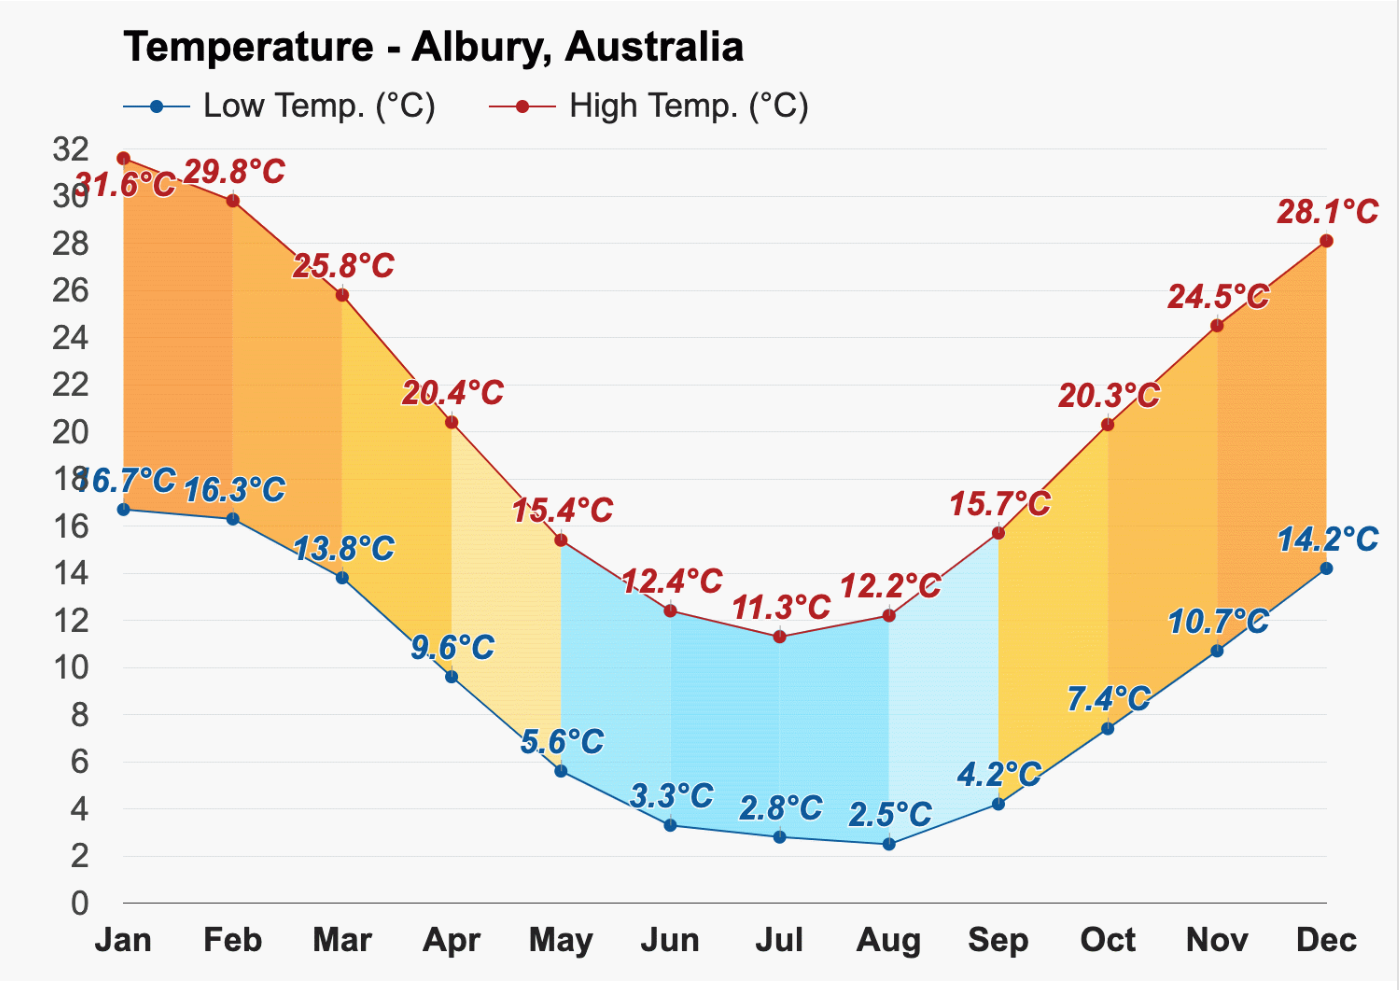 Temperature - Albury, Australia
Low Temp. (°C) High Temp. (°C)
32
31.6°C 29.8°C
30
28.1°C
28
25.8°C
26
24.5°C
24
22
20.4°C
20.3°C
20
18
16.7°C 16.3°C
15.4°C
15.7°C
16
13.8°C
14.2°C
14
12.4°C
11.3°C
12.2°C
12
9.6°C
10.7°C
10
7.4°C
8
5.6°C
6
3.3°C
2.8°C
2.5°C
4.2°C
4
2
0
Jan Feb Mar Apr May Jun Jul Aug Sep Oct Nov Dec